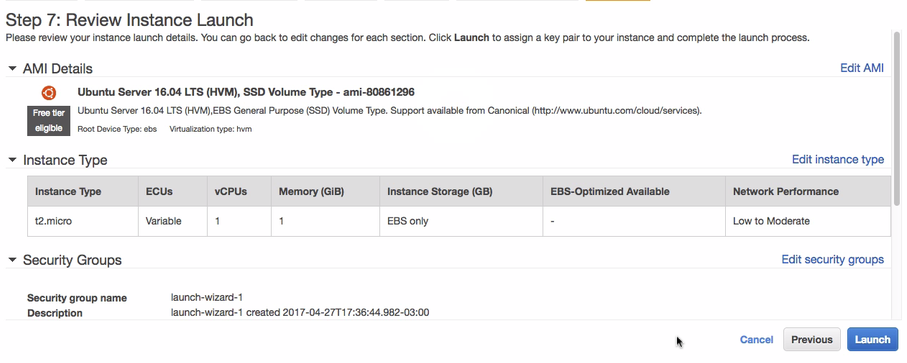 Step 7: Review Instance Launch
Please review your instance launch details. You can go back to edit changes for each section. Click Launch to assign a key pair to your instance and complete the launch process.
AMI Details Edit AMI
Ubuntu Server 16.04 LTS (HVM), SSD Volume Type - ami-80861296
Free tier eligible
Ubuntu Server 16.04 LTS (HVM),EBS General Purpose (SSD) Volume Type. Support available from Canonical (http://www.ubuntu.com/cloud/services).
Root Device Type: ebs Virtualization type: hvm
Instance Type Edit instance type
Instance Type ECUs vCPUs Memory (GiB) Instance Storage (GB) EBS-Optimized Available Network Performance
t2.micro Variable 1 1 EBS only - Low to Moderate
Security Groups Edit security groups
Security group name launch-wizard-1
Description launch-wizard-1 created 2017-04-27T17:36:44.982-03:00
Cancel Previous Launch